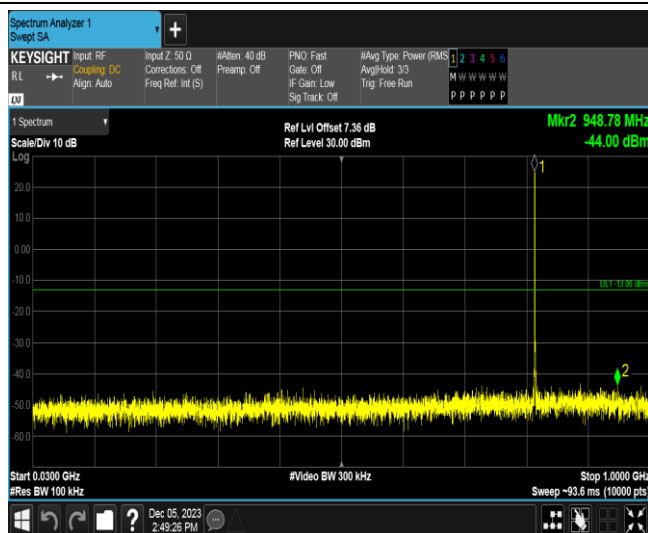 Spectrum Analyzer 1
Swept SA
KEYSIGHT
RL
LXI
Input: RF
Coupling: DC
Align: Auto
Input Z: 50 Ω
Corrections: Off
Freq Ref: Int (S)
#Atten: 40 dB
Preamp: Off
PNO: Fast
Gate: Off
IF Gain: Low
Sig Track: Off
#Avg Type: Power (RMS
Avg|Hold: 3/3
Trig: Free Run
1 2 3 4 5 6
M W W W W W
P P P P P P
1 Spectrum
Scale/Div 10 dB
Log
Ref Lvl Offset 7.36 dB
Ref Level 30.00 dBm
Mkr2 948.78 MHz
-44.00 dBm
1
20.0
10.0
0.00
-10.0
DL1 -13.00 dBm
-20.0
-30.0
-40.0
2
-50.0
-60.0
Start 0.0300 GHz
#Video BW 300 kHz
Stop 1.0000 GHz
#Res BW 100 kHz
Sweep ~93.6 ms (10000 pts)
?
Dec 05, 2023
2:49:26 PM